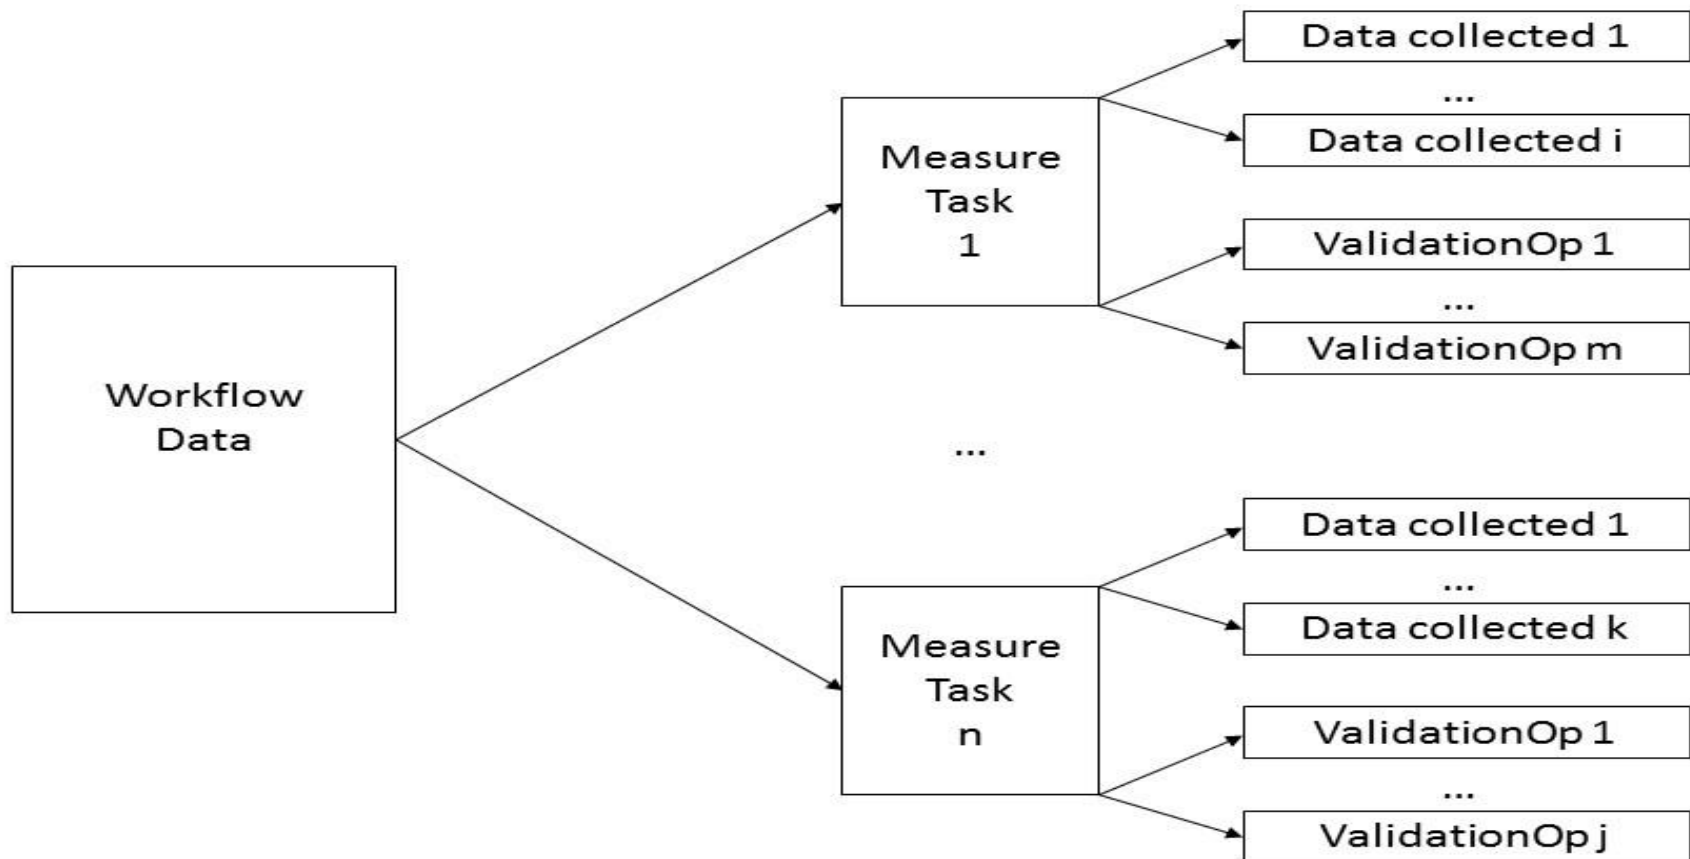 Workflow
Data
Measure
Task
1
Data collected 1
...
Data collected i
ValidationOp 1
...
ValidationOp m
...
Measure
Task
n
Data collected 1
...
Data collected k
ValidationOp 1
...
ValidationOp j